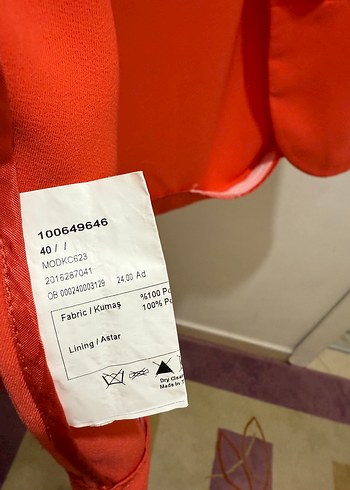 100649646
40 / /
MODKC623
2016287041
OB 000240003129 24.00 Ad
Fabric / Kumaş %100 Po
100% Po
Lining / Astar
Dry Clea
Made in T